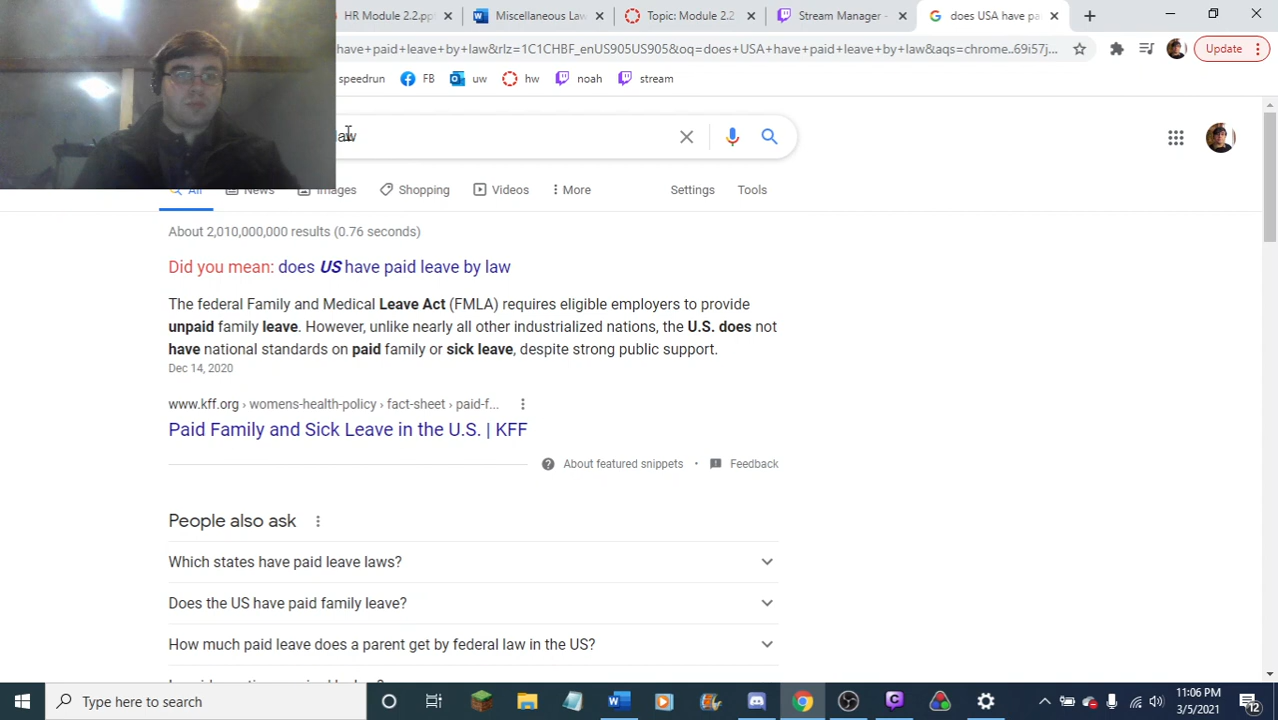 HR Module 2.2.pp
Miscellaneous Law
Topic: Module 2.2
Stream Manager -
does USA have pa
have+paid+leave+by+law&rlz=1C1CHBF_enUS905US905&oq=does+USA+have+paid+leave+by+law&aqs=chrome..69i57j...
Update
speedrun
FB
uw
hw
noah
stream
law
All
News
Images
Shopping
Videos
More
Settings
Tools
About 2,010,000,000 results (0.76 seconds)
Did you mean: does US have paid leave by law
The federal Family and Medical Leave Act (FMLA) requires eligible employers to provide
unpaid family leave. However, unlike nearly all other industrialized nations, the U.S. does not
have national standards on paid family or sick leave, despite strong public support.
Dec 14, 2020
www.kff.org › womens-health-policy › fact-sheet › paid-f...
Paid Family and Sick Leave in the U.S. | KFF
About featured snippets
Feedback
People also ask
Which states have paid leave laws?
Does the US have paid family leave?
How much paid leave does a parent get by federal law in the US?
Type here to search
11:06 PM
3/5/2021
12